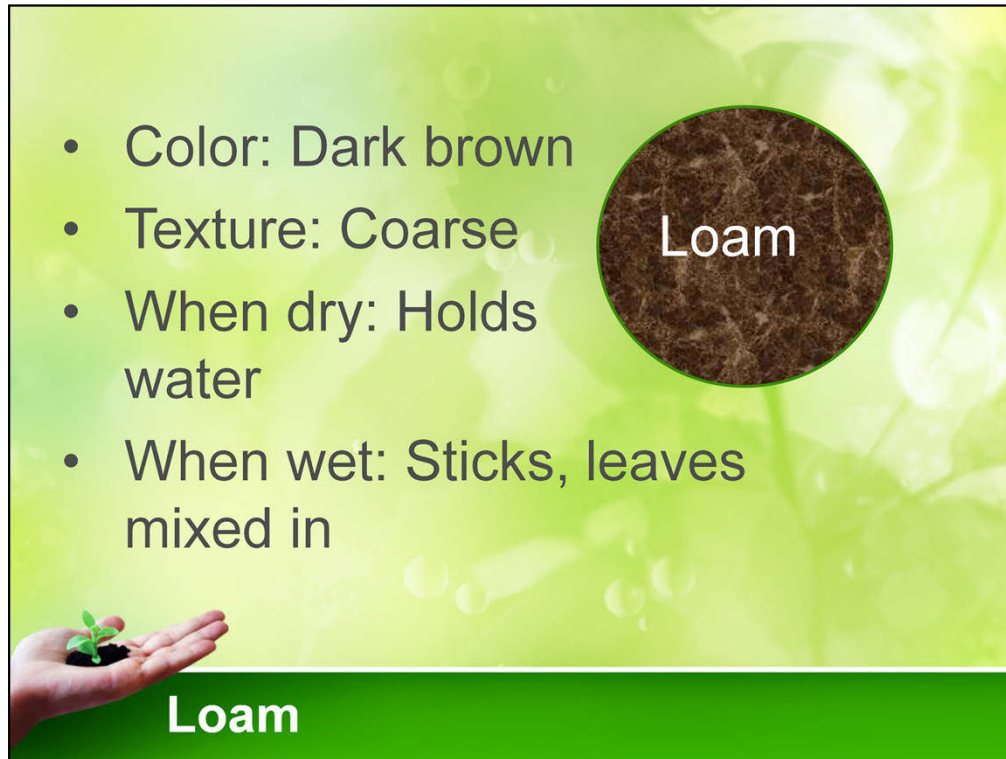 • Color: Dark brown
• Texture: Coarse
• When dry: Holds
water
• When wet: Sticks, leaves
mixed in
Loam
Loam